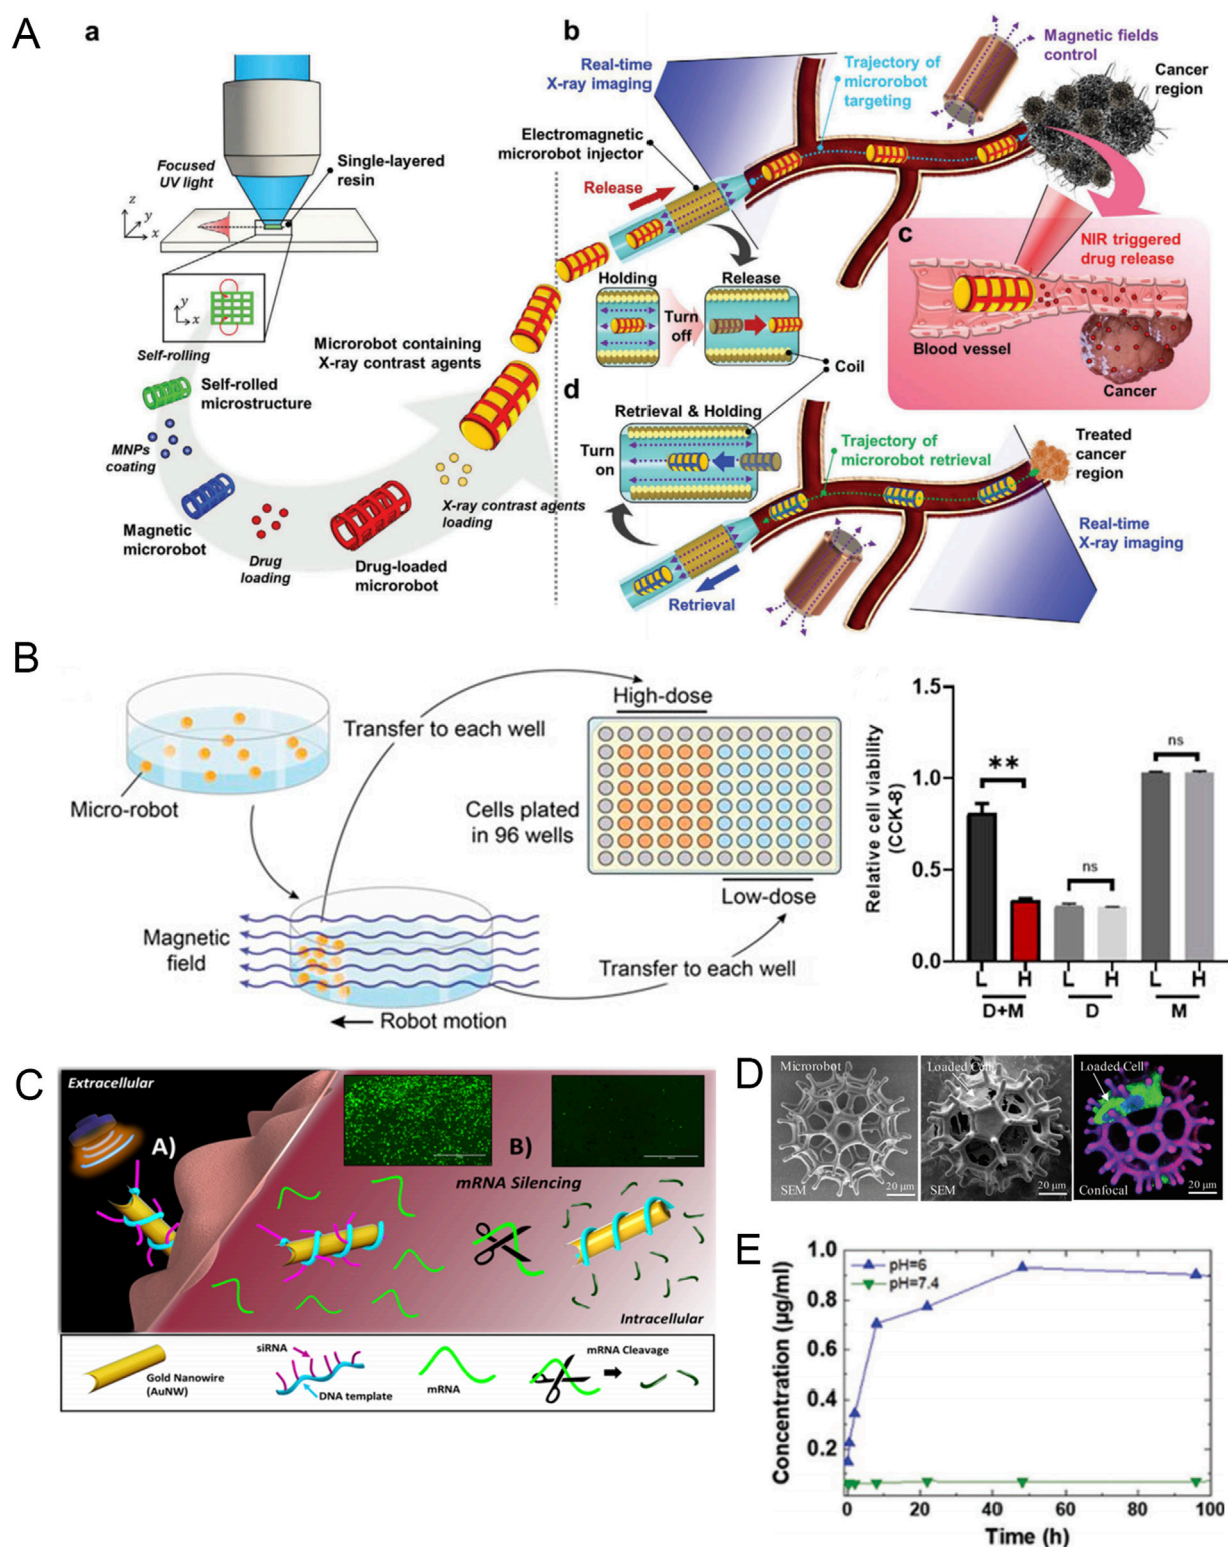 A
a
Focused
UV light
Single-layered
resin
z
y
x
y
x
Self-rolling
Self-rolled
microstructure
MNPs
coating
Magnetic
microrobot
Drug
loading
Drug-loaded
microrobot
X-ray contrast agents
loading
Microrobot containing
X-ray contrast agents
b
Real-time
X-ray imaging
Trajectory of
microrobot
targeting
Magnetic fields
control
Cancer
region
Electromagnetic
microrobot injector
Release
Holding
Turn
off
Release
Coil
c
NIR triggered
drug release
Blood vessel
Cancer
d
Retrieval & Holding
Turn
on
Trajectory of
microrobot retrieval
Treated
cancer
region
Real-time
X-ray imaging
Retrieval
B
Micro-robot
Transfer to each well
High-dose
Cells plated
in 96 wells
Low-dose
Magnetic
field
Transfer to each well
Robot motion
Relative cell viability
(CCK-8)
1.5
1.0
0.5
0.0
**
ns
ns
L H L H L H
D+M D M
C
Extracellular
A)
B)
mRNA Silencing
Intracellular
Gold Nanowire
(AuNW)
siRNA
DNA template
mRNA
mRNA Cleavage
D
Microrobot
SEM
20 μm
Loaded Cell
SEM
20 μm
Loaded Cell
Confocal
20 μm
E
Concentration (μg/ml)
1.0
0.8
0.6
0.4
0.2
pH=6
pH=7.4
0 20 40 60 80 100
Time (h)